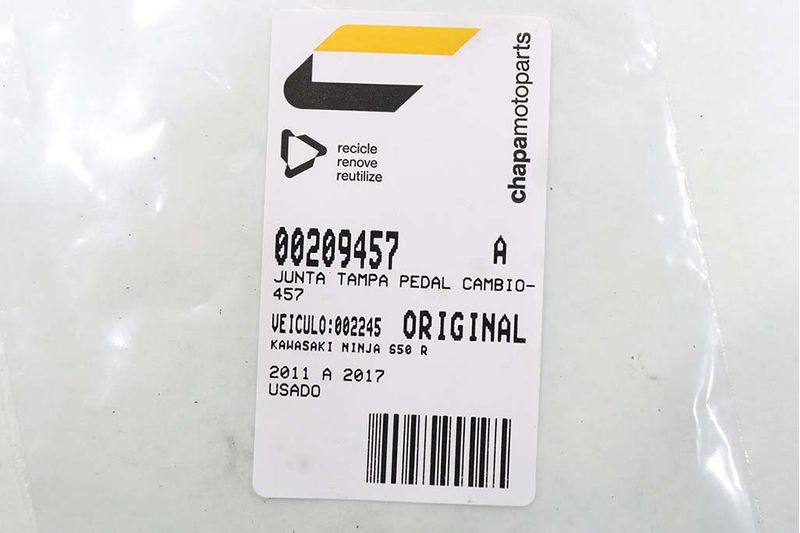 chapamotoparts
recicle
renove
reutilize
00209457 A
JUNTA TAMPA PEDAL CAMBIO-
457
VEICULO:002245 ORIGINAL
KAWASAKI NINJA 650 R
2011 A 2017
USADO